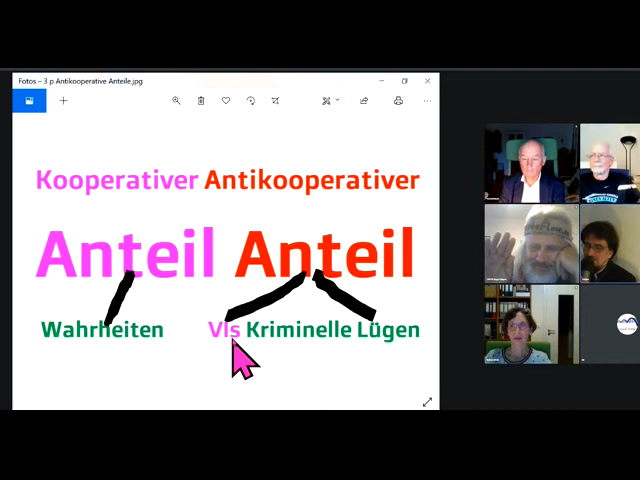 Fotos – 3 p Antikooperative Anteile.jpg
Kooperativer Antikooperativer
Anteil Anteil
Wahrheiten Vls Kriminelle Lügen